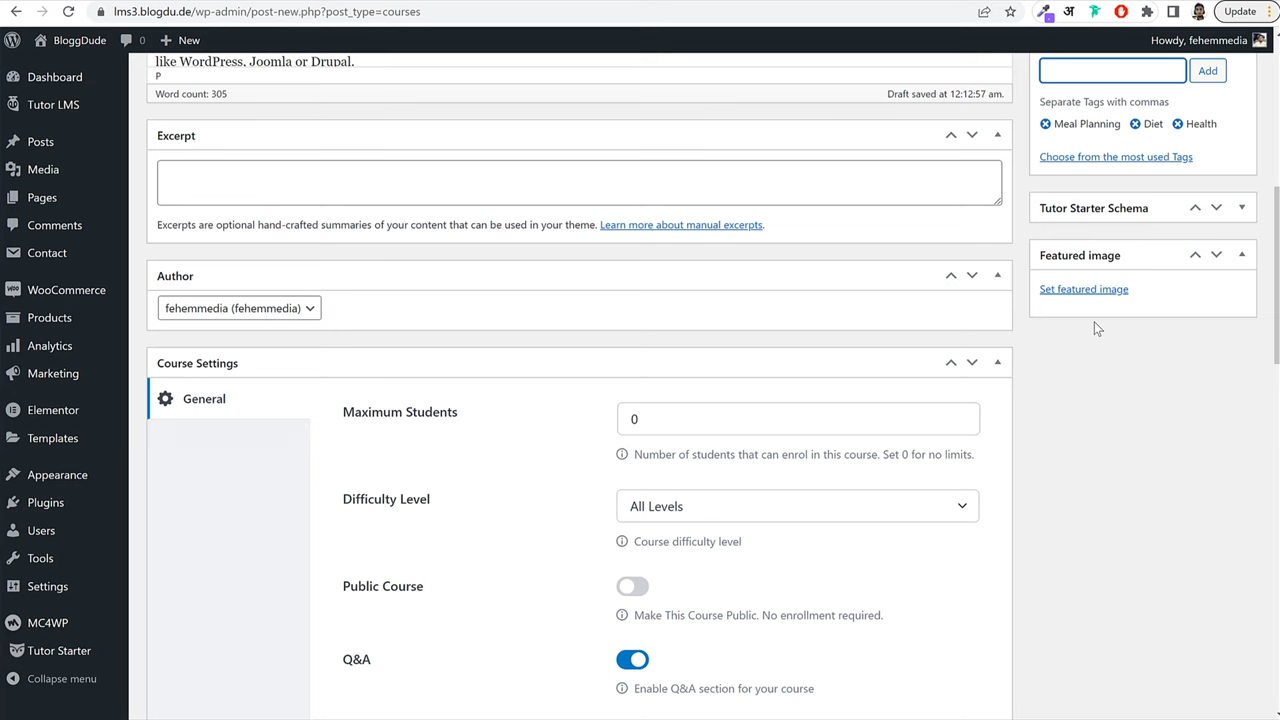 lms3.blogdu.de/wp-admin/post-new.php?post_type=courses
अ
Update
BloggDude
0
New
Howdy, fehemmedia
Dashboard
Tutor LMS
Posts
Media
Pages
Comments
Contact
WooCommerce
Products
Analytics
Marketing
Elementor
Templates
Appearance
Plugins
Users
Tools
Settings
MC4WP
Tutor Starter
Collapse menu
like WordPress, Joomla or Drupal.
P
Word count: 305
Draft saved at 12:12:57 am.
Excerpt
Excerpts are optional hand-crafted summaries of your content that can be used in your theme. Learn more about manual excerpts.
Author
fehemmedia (fehemmedia)
Course Settings
General
Maximum Students
0
Number of students that can enrol in this course. Set 0 for no limits.
Difficulty Level
All Levels
Course difficulty level
Public Course
Make This Course Public. No enrollment required.
Q&A
Enable Q&A section for your course
Add
Separate Tags with commas
Meal Planning
Diet
Health
Choose from the most used Tags
Tutor Starter Schema
Featured image
Set featured image